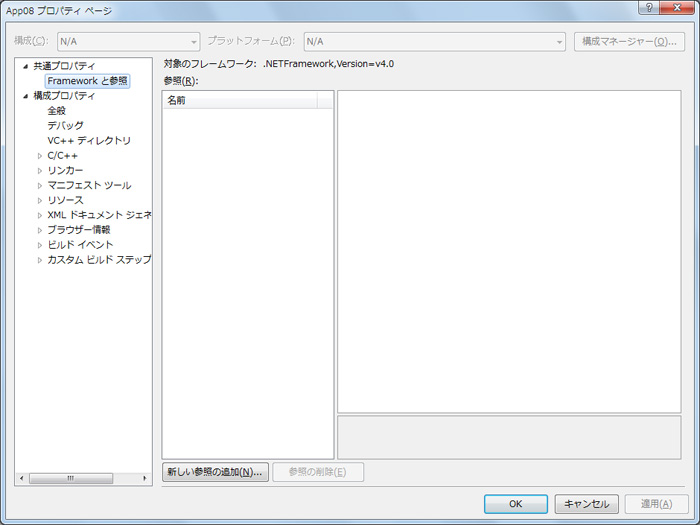 App08 プロパティ ページ
構成(C): N/A プラットフォーム(P): N/A 構成マネージャー(O)...
共通プロパティ
Framework と参照
構成プロパティ
全般
デバッグ
VC++ ディレクトリ
C/C++
リンカー
マニフェスト ツール
リソース
XML ドキュメント ジェネ
ブラウザー情報
ビルド イベント
カスタム ビルド ステップ
対象のフレームワーク: .NETFramework,Version=v4.0
参照(R):
名前
新しい参照の追加(N)... 参照の削除(E)
OK キャンセル 適用(A)